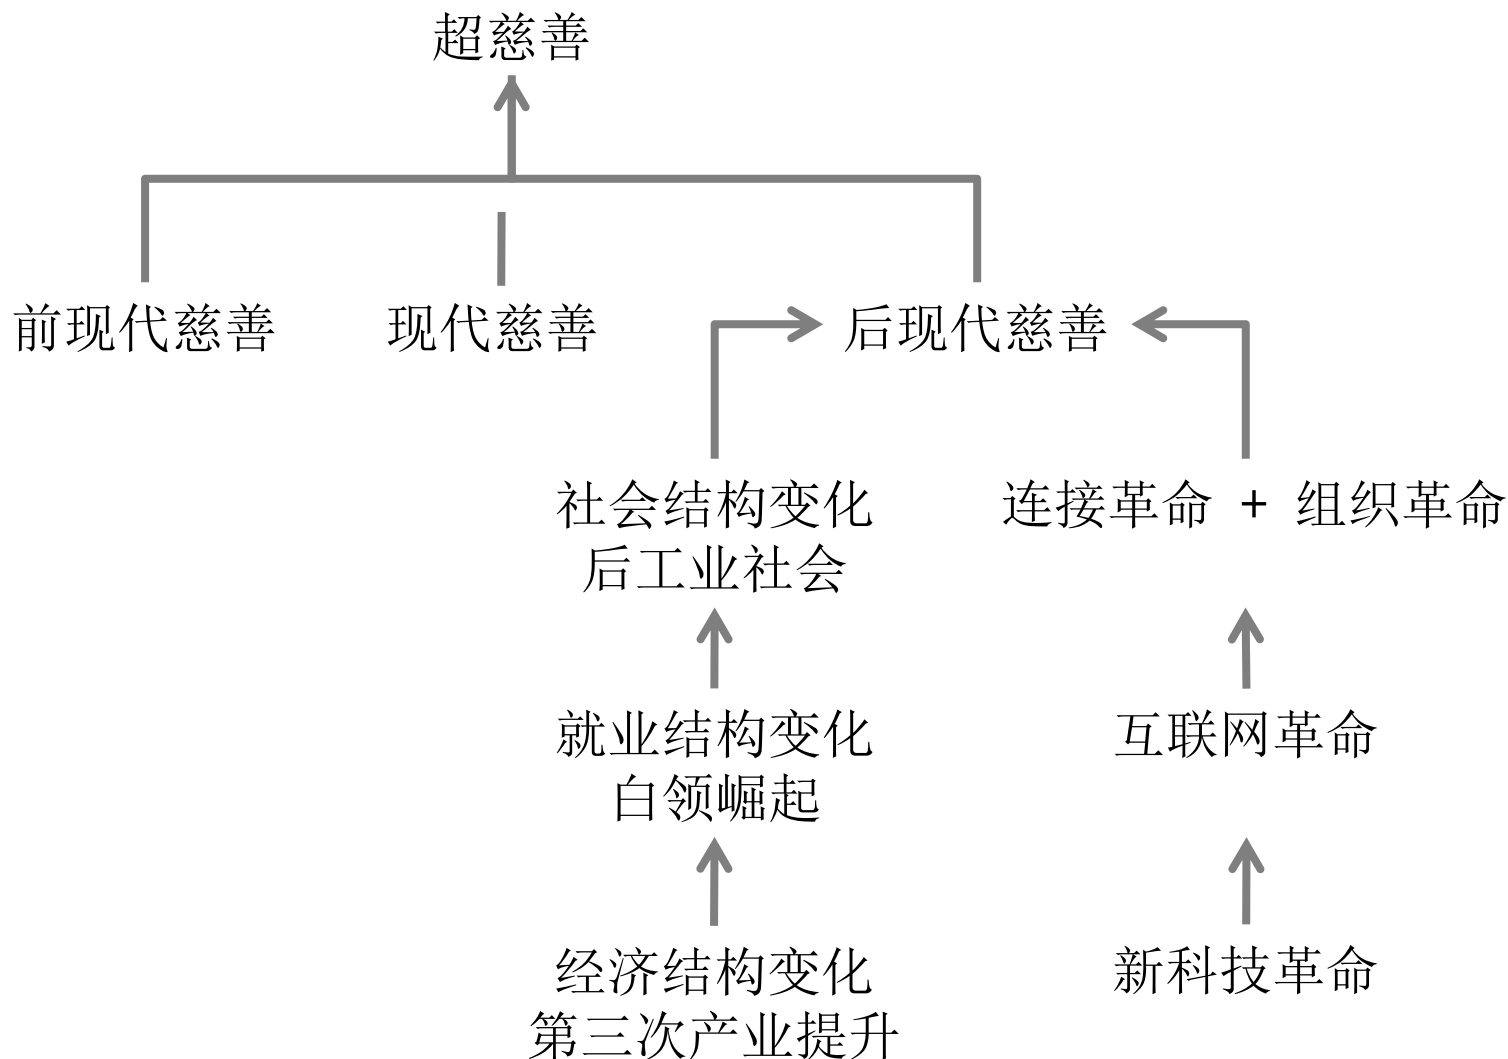 超慈善
前现代慈善
现代慈善
后现代慈善
社会结构变化
后工业社会
连接革命 + 组织革命
就业结构变化
白领崛起
互联网革命
经济结构变化
第三次产业提升
新科技革命